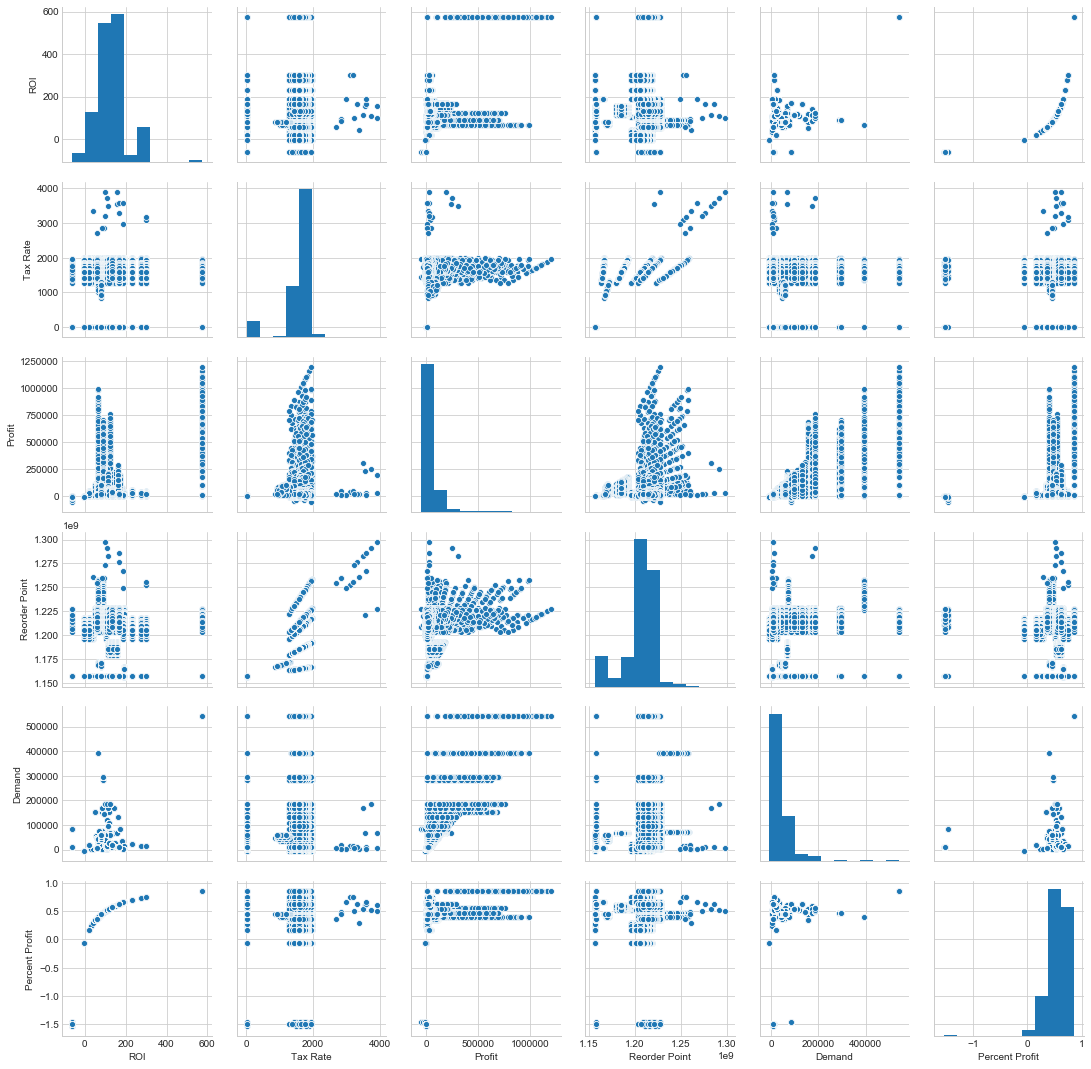 600
400
200
0
ROI
4000
3000
2000
1000
0
Tax Rate
1250000
1000000
750000
500000
250000
0
Profit
1e9
1.300
1.275
1.250
1.225
1.200
1.175
1.150
Reorder Point
500000
400000
300000
200000
100000
0
Demand
1.0
0.5
0.0
−0.5
−1.0
−1.5
Percent Profit
0 200 400 600
ROI
0 2000 4000
Tax Rate
0 500000 1000000
Profit
1.15 1.20 1.25 1.30
Reorder Point 1e9
0 200000 400000
Demand
−1 0 1
Percent Profit